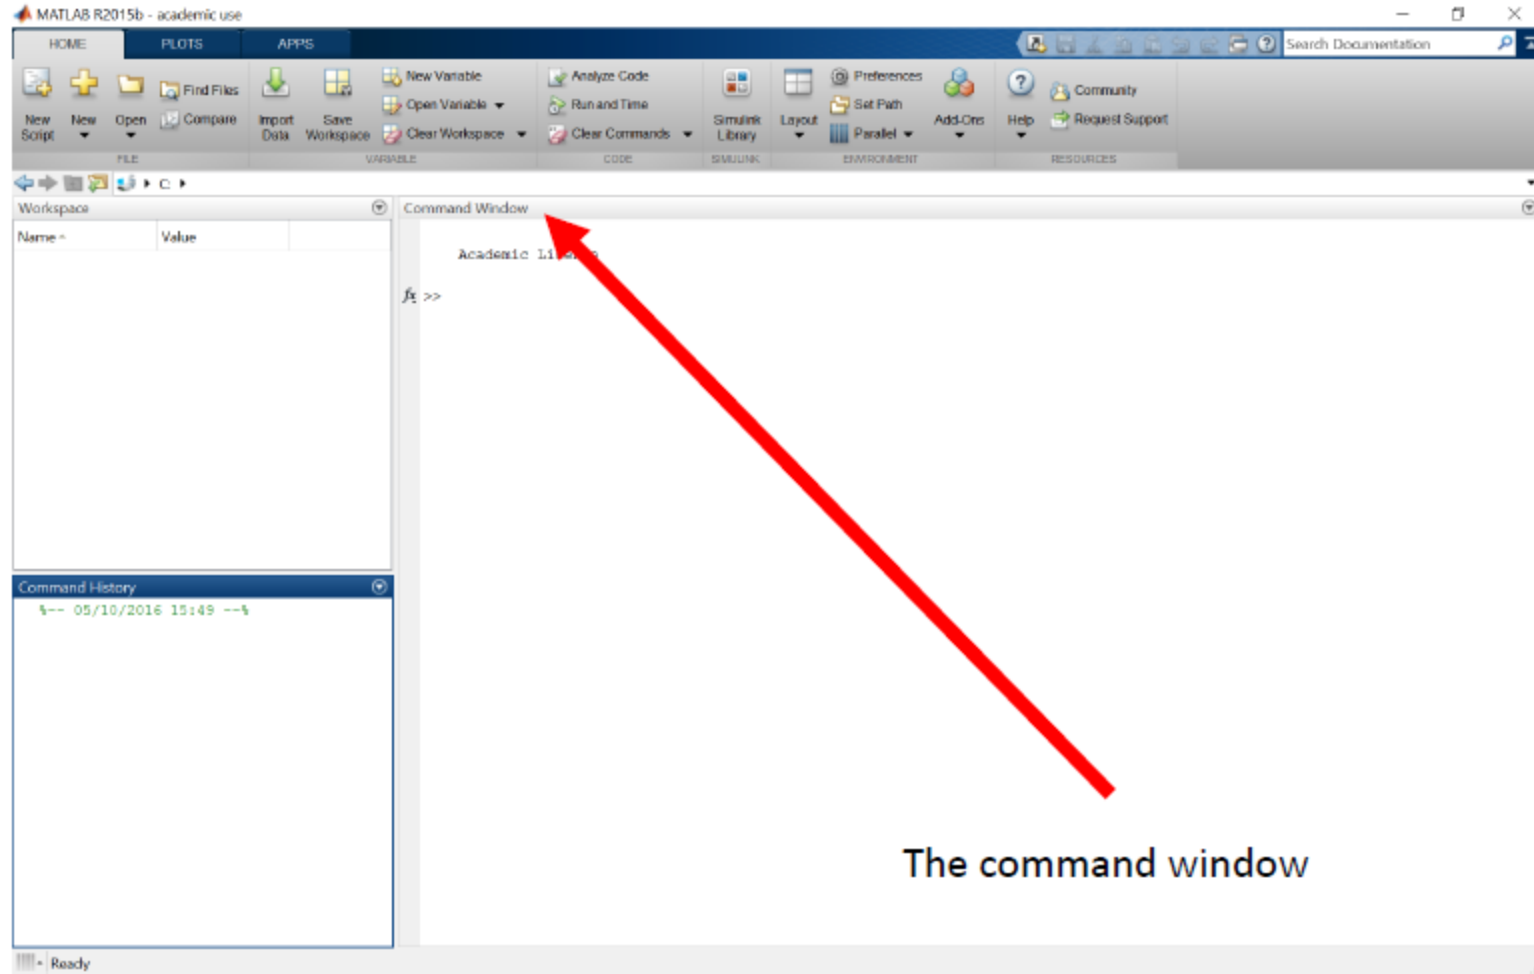 MATLAB R2015b - academic use
HOME PLOTS APPS
Search Documentation
New Script
New
Open
Find Files
Compare
Import Data
Save Workspace
New Variable
Open Variable
Clear Workspace
Analyze Code
Run and Time
Clear Commands
Simulink Library
Layout
Preferences
Set Path
Parallel
Add-Ons
Help
Community
Request Support
FILE VARIABLE CODE SIMULINK ENVIRONMENT RESOURCES
C:
Workspace
Name Value
Command Window
Academic
fx >>
Command History
%-- 05/10/2016 15:49 --%
The command window
Ready